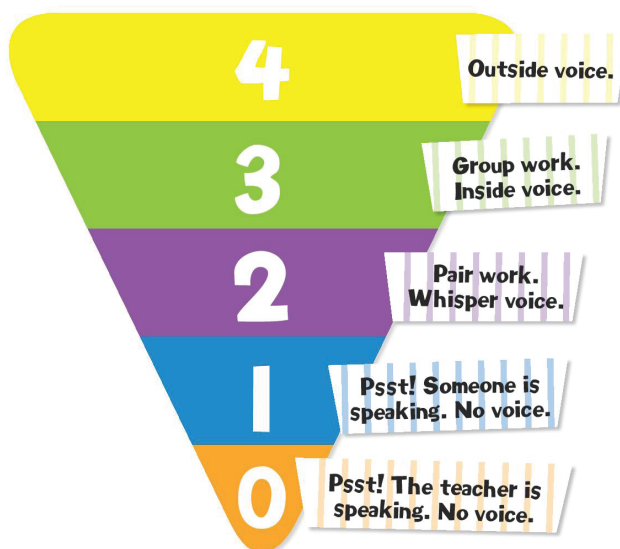 4
Outside voice.
3
Group work.
Inside voice.
2
Pair work.
Whisper voice.
1
Psst! Someone is
speaking. No voice.
0
Psst! The teacher is
speaking. No voice.